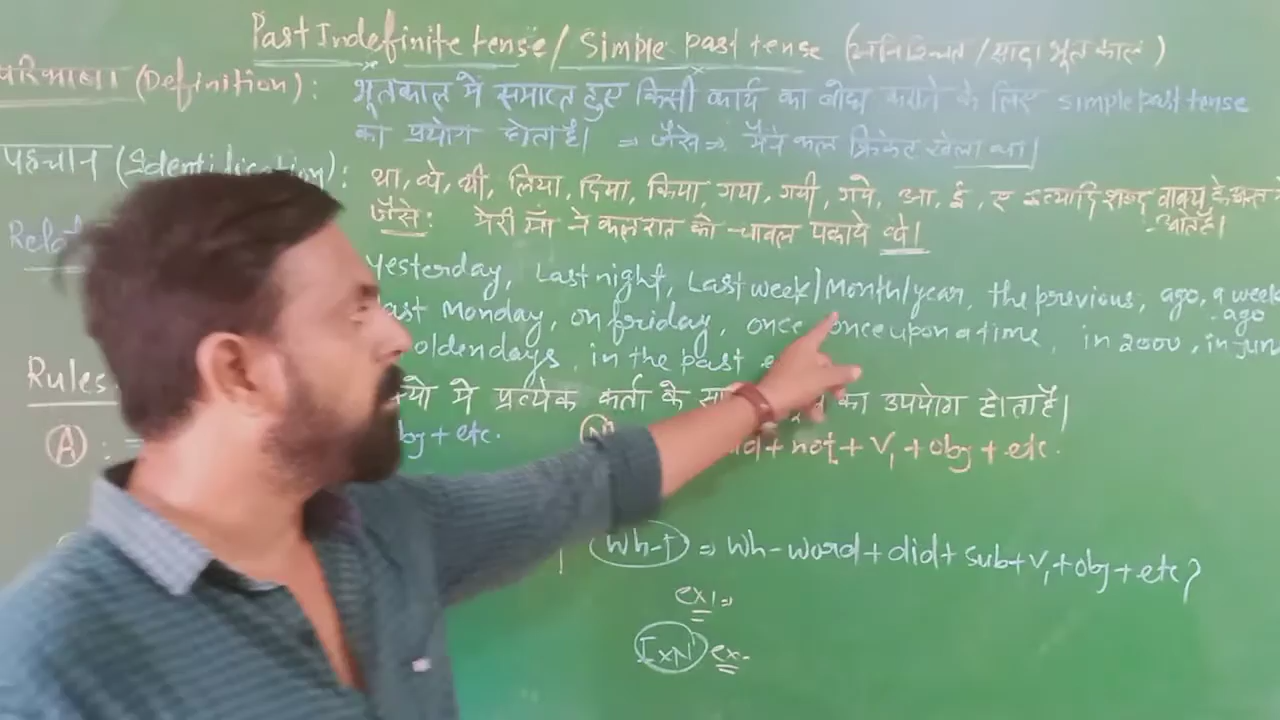 Past Indefinite tense / Simple past tense (अनिश्चित / सादा भूतकाल)
परिभाषा (Definition): भूतकाल में समाप्त हुए किसी कार्य का बोध कराने के लिए simple past tense
का प्रयोग होता है। ⇒ जैसे ⇒ मैंने कल क्रिकेट खेला था।
पहचान (Identification): था, थे, थी, लिया, दिया, किया, गया, गयी, गये, आ, ई, ए इत्यादि शब्द वाक्य के अन्त
होते हैं।
जैसे: मेरी माँ ने कल रात को चावल पकाये थे।
Yesterday, Last night, Last week/Month/year, the previous, ago, a week
ago
Last Monday, on friday, once, once upon a time, in 2000, in June
olden days, in the past
Rules: में प्रत्येक कर्ता के का उपयोग होता है।
(A): = obj + etc. (N) did + not + V₁ + obj + etc.
(Wh-I) ⇒ Wh-word + did + sub + V₁ + obj + etc?
ex! ⇒
(IxN) ex-